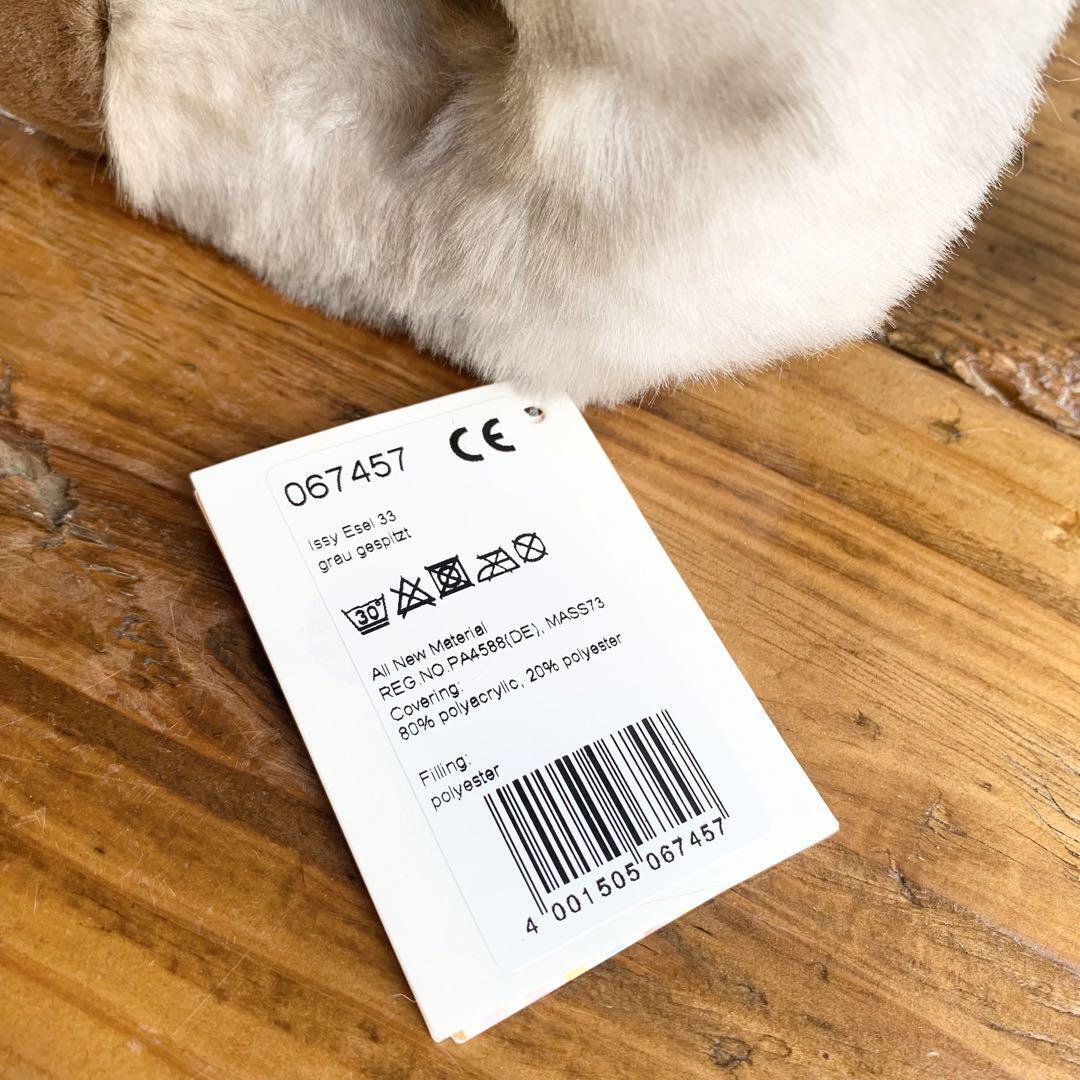 067457 CE
Issy Esel 33
grau gespitzt
30°
All New Material
REG.NO.PA4588(DE), MASS73
Covering:
80% polyacrylic, 20% polyester
Filling:
polyester
4 001505 067457